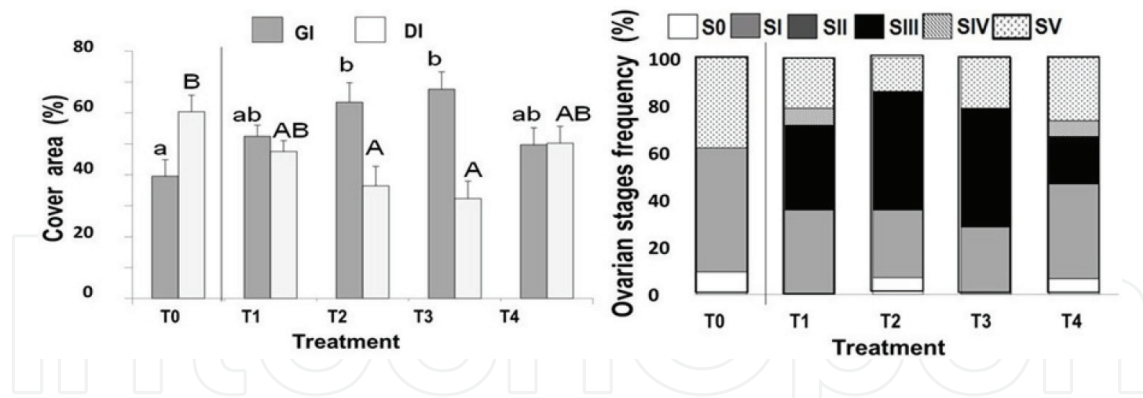 GI DI
Cover area (%)
80
60
40
20
0
a
B
ab
AB
b
A
b
A
ab
AB
T0 T1 T2 T3 T4
Treatment
Ovarian stages frequency (%)
S0 SI SII SIII SIV SV
100
80
60
40
20
0
T0 T1 T2 T3 T4
Treatment